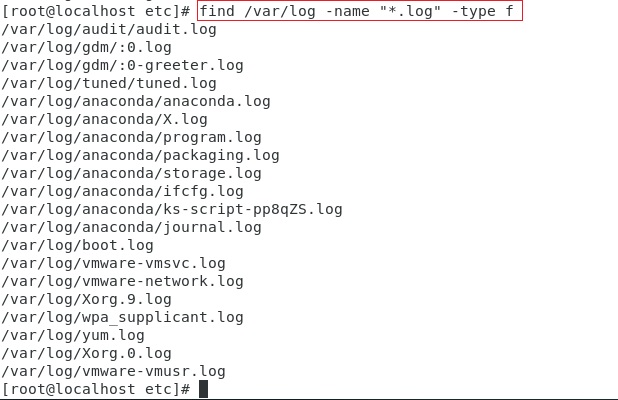 [root@localhost etc]# find /var/log -name "*.log" -type f
/var/log/audit/audit.log
/var/log/gdm/:0.log
/var/log/gdm/:0-greeter.log
/var/log/tuned/tuned.log
/var/log/anaconda/anaconda.log
/var/log/anaconda/X.log
/var/log/anaconda/program.log
/var/log/anaconda/packaging.log
/var/log/anaconda/storage.log
/var/log/anaconda/ifcfg.log
/var/log/anaconda/ks-script-pp8qZS.log
/var/log/anaconda/journal.log
/var/log/boot.log
/var/log/vmware-vmsvc.log
/var/log/vmware-network.log
/var/log/Xorg.9.log
/var/log/wpa_supplicant.log
/var/log/yum.log
/var/log/Xorg.0.log
/var/log/vmware-vmusr.log
[root@localhost etc]#